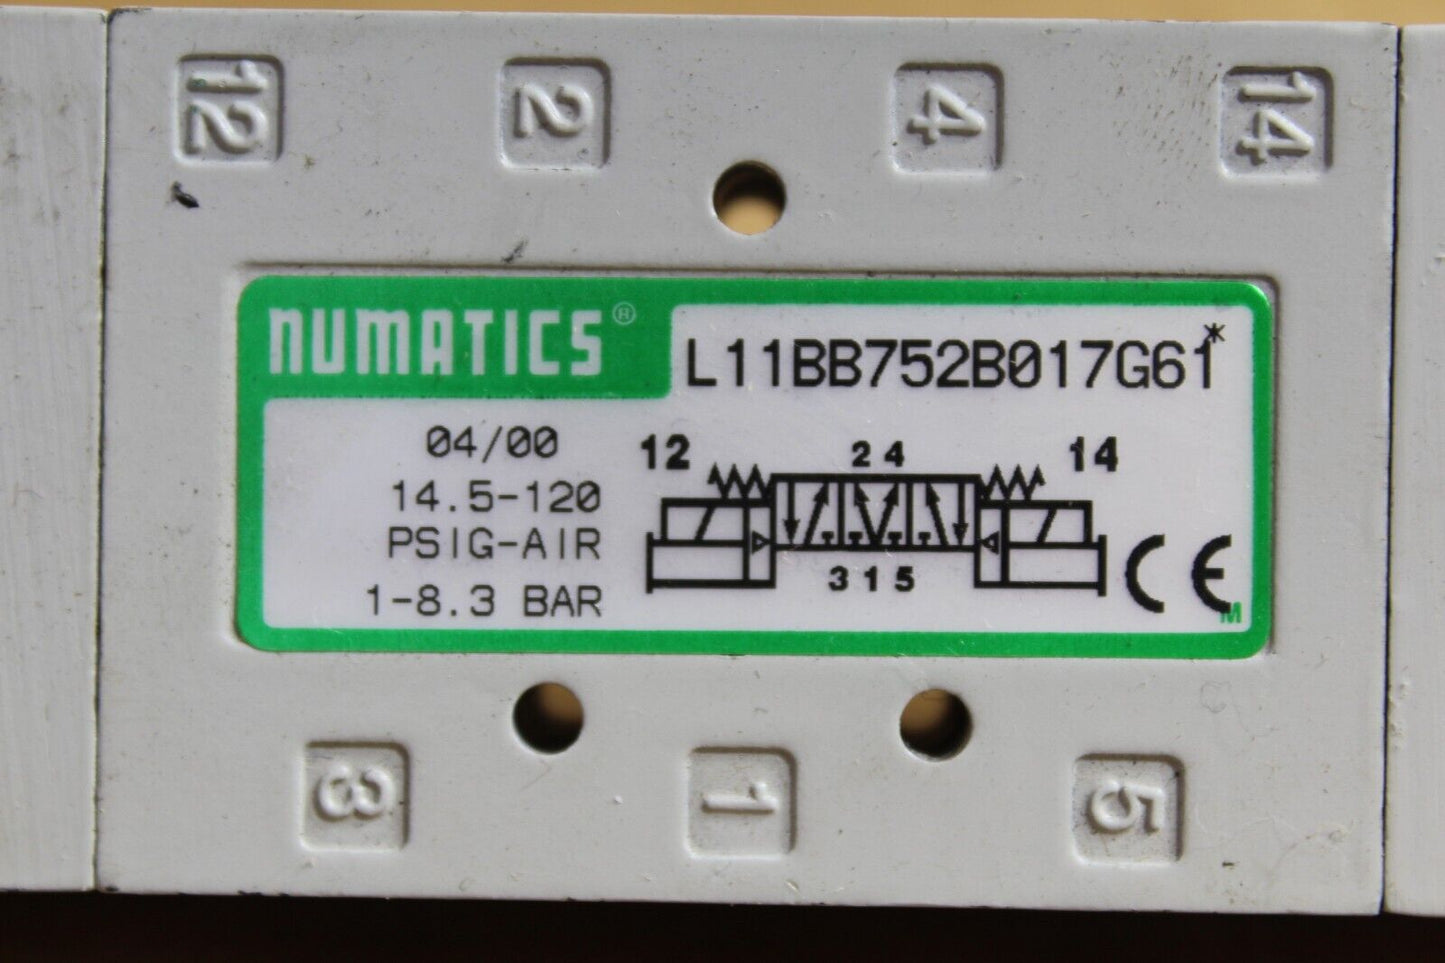 12 2 4 14
NUMATICS®
L11BB752B017G61*
04/00
14.5-120
PSIG-AIR
1-8.3 BAR
12 2 4 14
3 1 5
CE
M
3 1 5